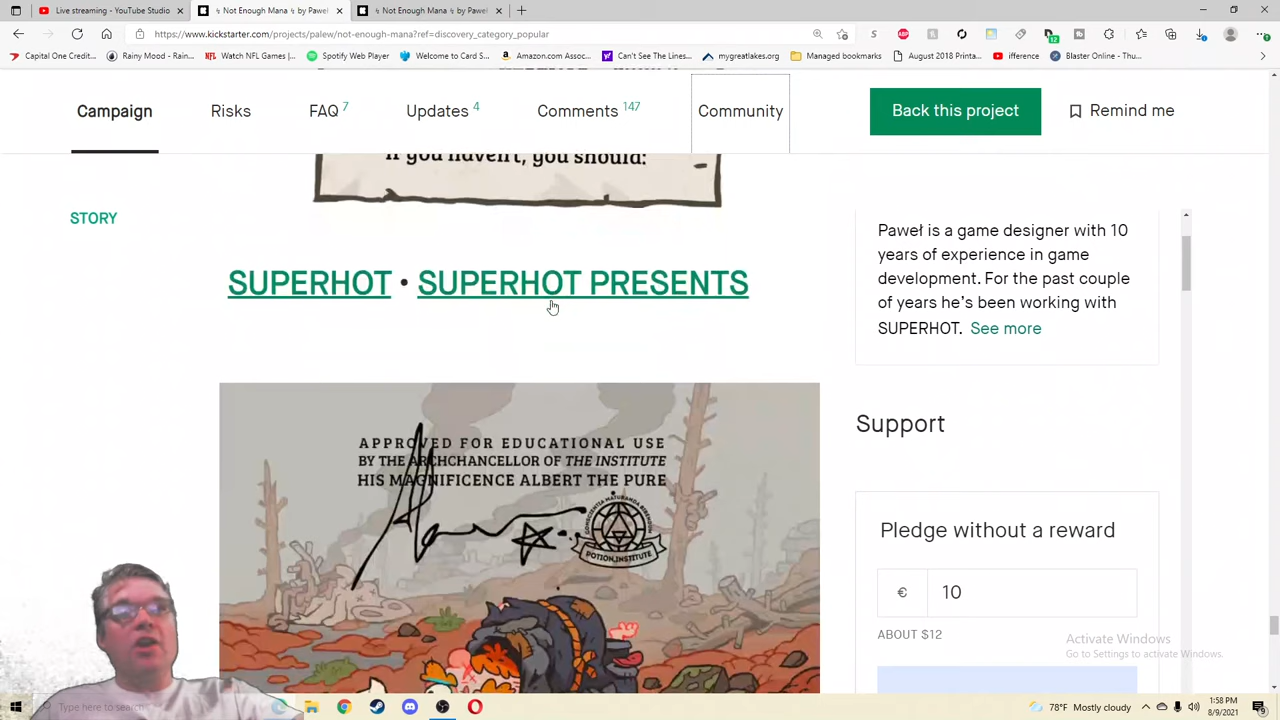 Live streaming - YouTube Studio
Not Enough Mana by Paweł
Not Enough Mana by Paweł
https://www.kickstarter.com/projects/palew/not-enough-mana?ref=discovery_category_popular
Capital One Credit...
Rainy Mood - Rainy...
Watch NFL Games |...
Spotify Web Player
Welcome to Card S...
Amazon.com Assoc...
Can't See The Lines...
mygreatlakes.org
Managed bookmarks
August 2018 Printa...
ifference
Blaster Online - Thu...
Campaign
Risks
FAQ 7
Updates 4
Comments 147
Community
Back this project
Remind me
If you haven't, you should:
STORY
SUPERHOT • SUPERHOT PRESENTS
Paweł is a game designer with 10
years of experience in game
development. For the past couple
of years he's been working with
SUPERHOT. See more
APPROVED FOR EDUCATIONAL USE
BY THE ARCHCHANCELLOR OF THE INSTITUTE
HIS MAGNIFICENCE ALBERT THE PURE
POTION INSTITUTE
Support
Pledge without a reward
€ 10
ABOUT $12
Activate Windows
Go to Settings to activate Windows.
Type here to search
78°F Mostly cloudy
1:58 PM
8/9/2021